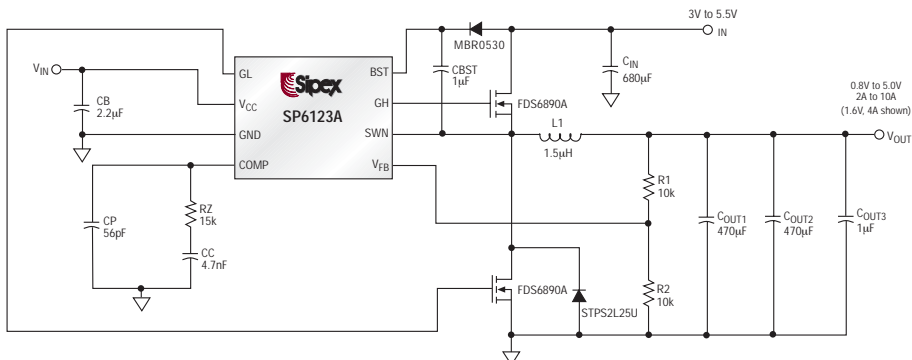 3V to 5.5V
IN
MBR0530
V_IN
GL
BST
CBST
1µF
C_IN
680µF
Sipex
SP6123A
V_CC
GH
FDS6890A
CB
2.2µF
0.8V to 5.0V
2A to 10A
(1.6V, 4A shown)
GND
SWN
L1
1.5µH
V_OUT
COMP
V_FB
R1
10k
CP
56pF
RZ
15k
CC
4.7nF
C_OUT1
470µF
C_OUT2
470µF
C_OUT3
1µF
FDS6890A
STPS2L25U
R2
10k